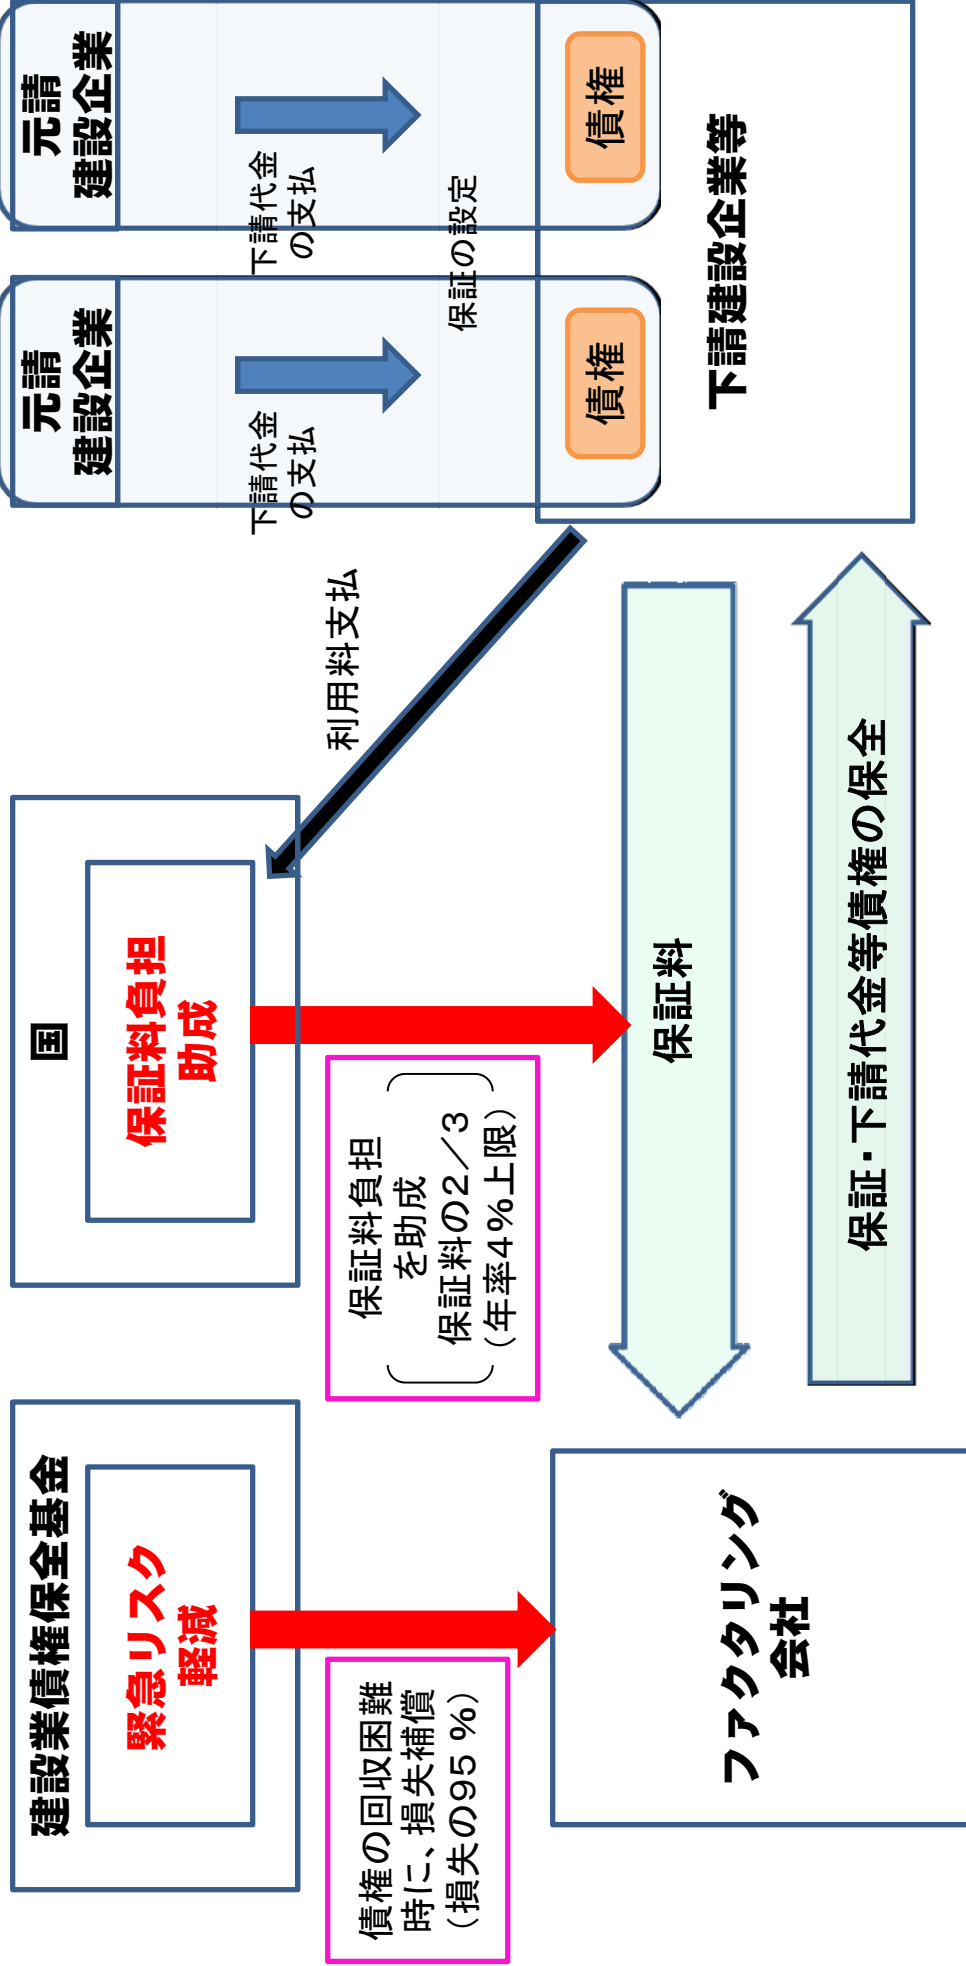 建設業債権保全基金
緊急リスク
軽減
債権の回収困難
時に、損失補償
（損失の95 %）
ファクタリング
会社
国
保証料負担
助成
保証料負担
を助成
保証料の2／3
（年率4%上限）
利用料支払
保証料
保証・下請代金等債権の保全
元請
建設企業
下請代金
の支払
債権
元請
建設企業
下請代金
の支払
保証の設定
債権
下請建設企業等